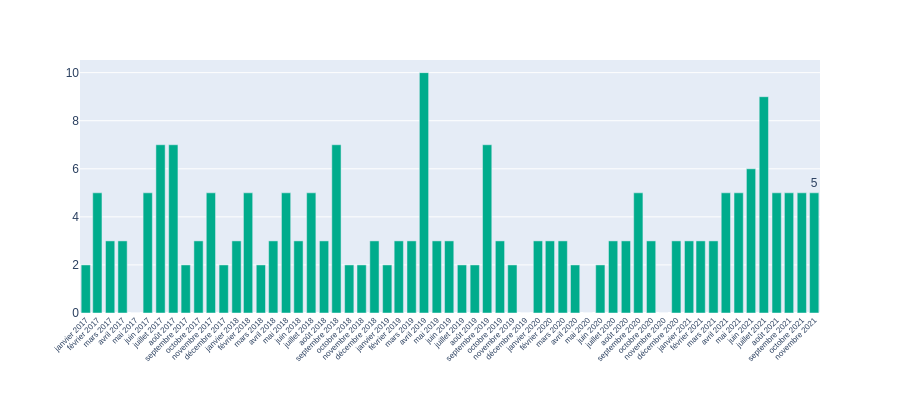 10
8
6
4
2
0
5
janvier 2017
février 2017
mars 2017
avril 2017
mai 2017
juin 2017
juillet 2017
août 2017
septembre 2017
octobre 2017
novembre 2017
décembre 2017
janvier 2018
février 2018
mars 2018
avril 2018
mai 2018
juin 2018
juillet 2018
août 2018
septembre 2018
octobre 2018
novembre 2018
décembre 2018
janvier 2019
février 2019
mars 2019
avril 2019
mai 2019
juin 2019
juillet 2019
août 2019
septembre 2019
octobre 2019
novembre 2019
décembre 2019
janvier 2020
février 2020
mars 2020
avril 2020
mai 2020
juin 2020
juillet 2020
août 2020
septembre 2020
octobre 2020
novembre 2020
décembre 2020
janvier 2021
février 2021
mars 2021
avril 2021
mai 2021
juin 2021
juillet 2021
août 2021
septembre 2021
octobre 2021
novembre 2021